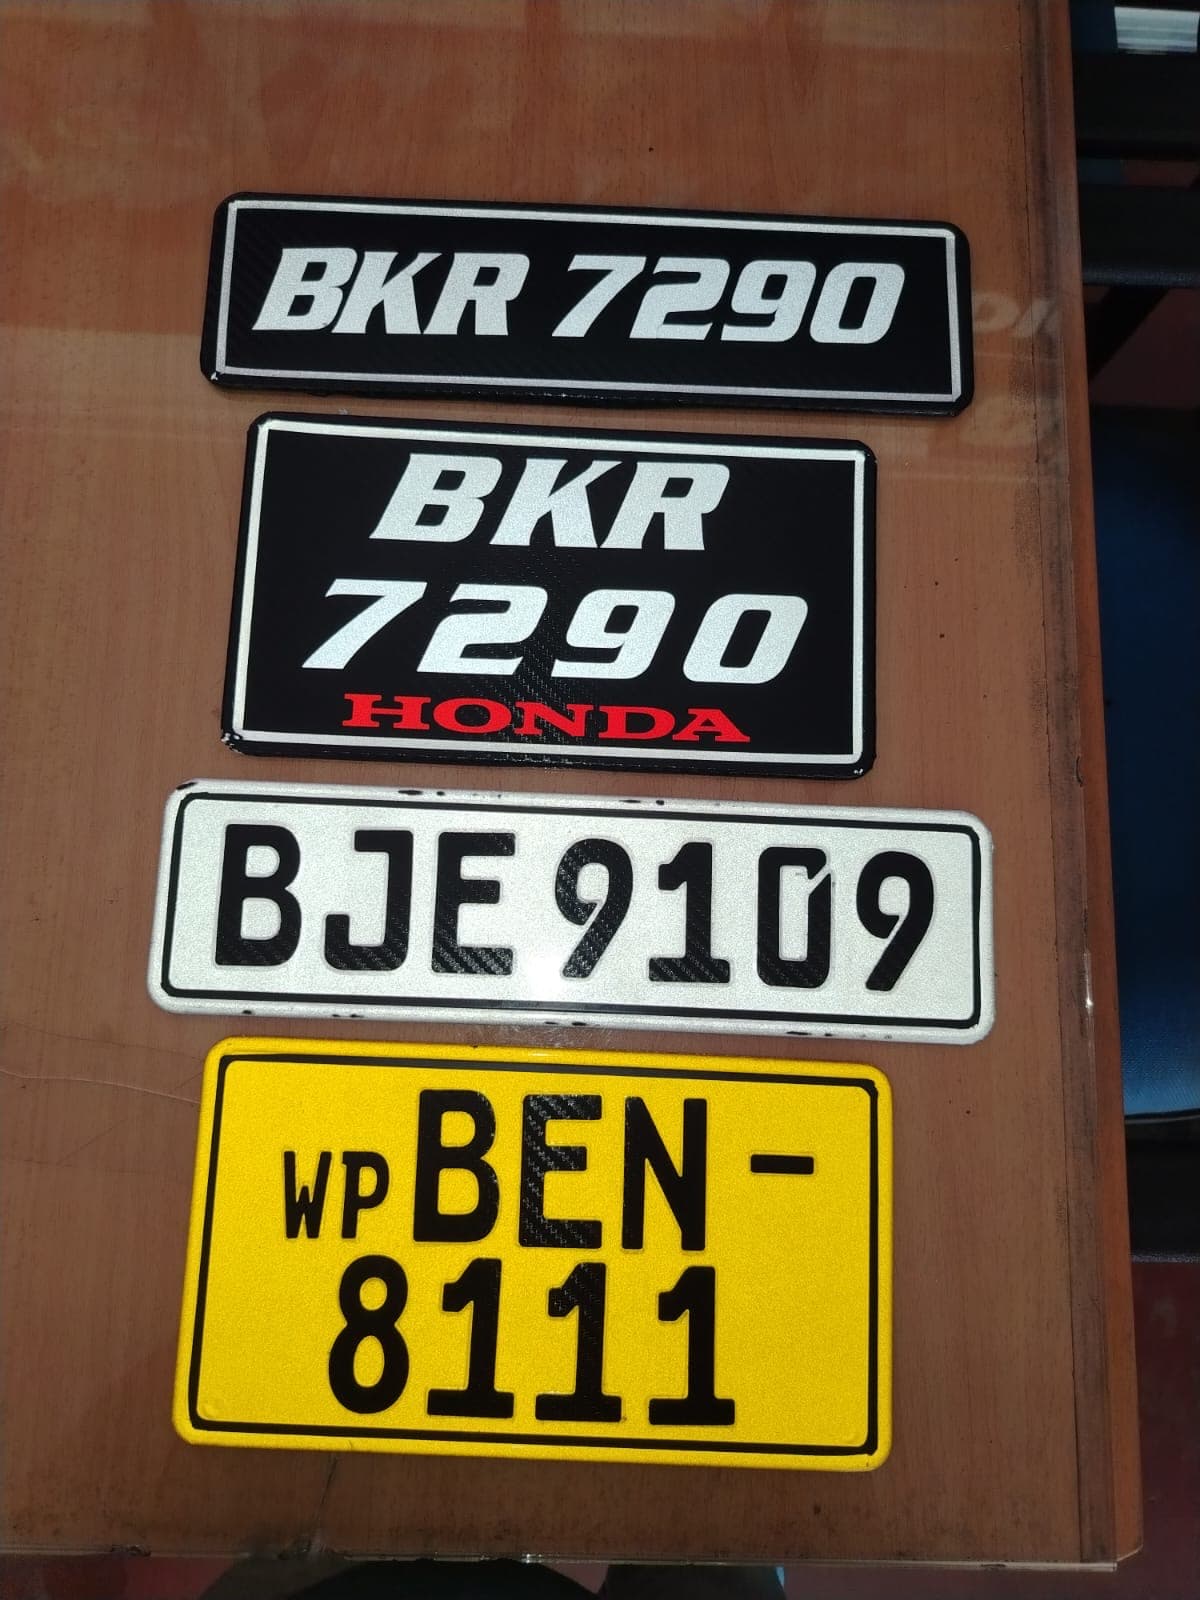 BKR 7290
BKR
7290
HONDA
BJE 9109
WP BEN -
8111